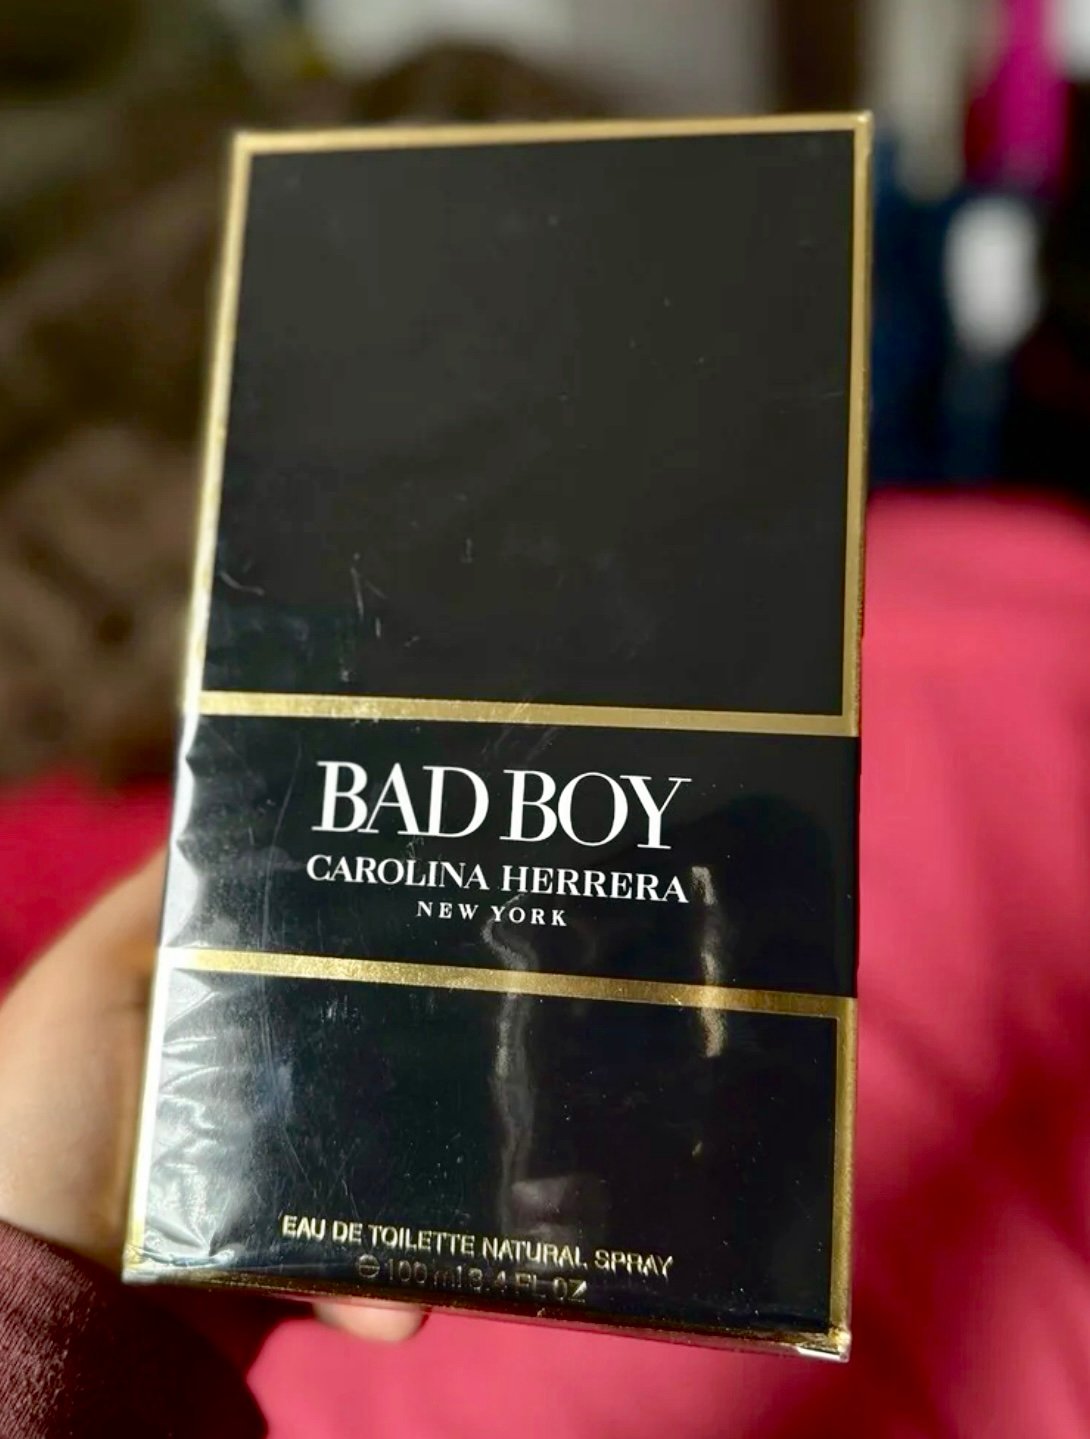 BAD BOY
CAROLINA HERRERA
NEW YORK
EAU DE TOILETTE NATURAL SPRAY
℮ 100 ml 3.4 FL OZ